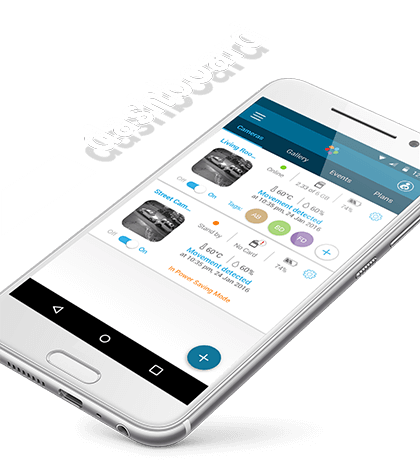 dashboard
Cameras
Gallery
Events
Plans
Living Roo...
Online
2.33 of 6 GB
74%
60°C
60%
Off
On
Tags:
Movement detected
at 10:35 pm, 24 Jan 2016
AB
BD
FD
+
Street Cam...
Stand by
No Card
74%
60°C
60%
Off
On
Movement detected
at 10:35 pm, 24 Jan 2016
in Power Saving Mode
+